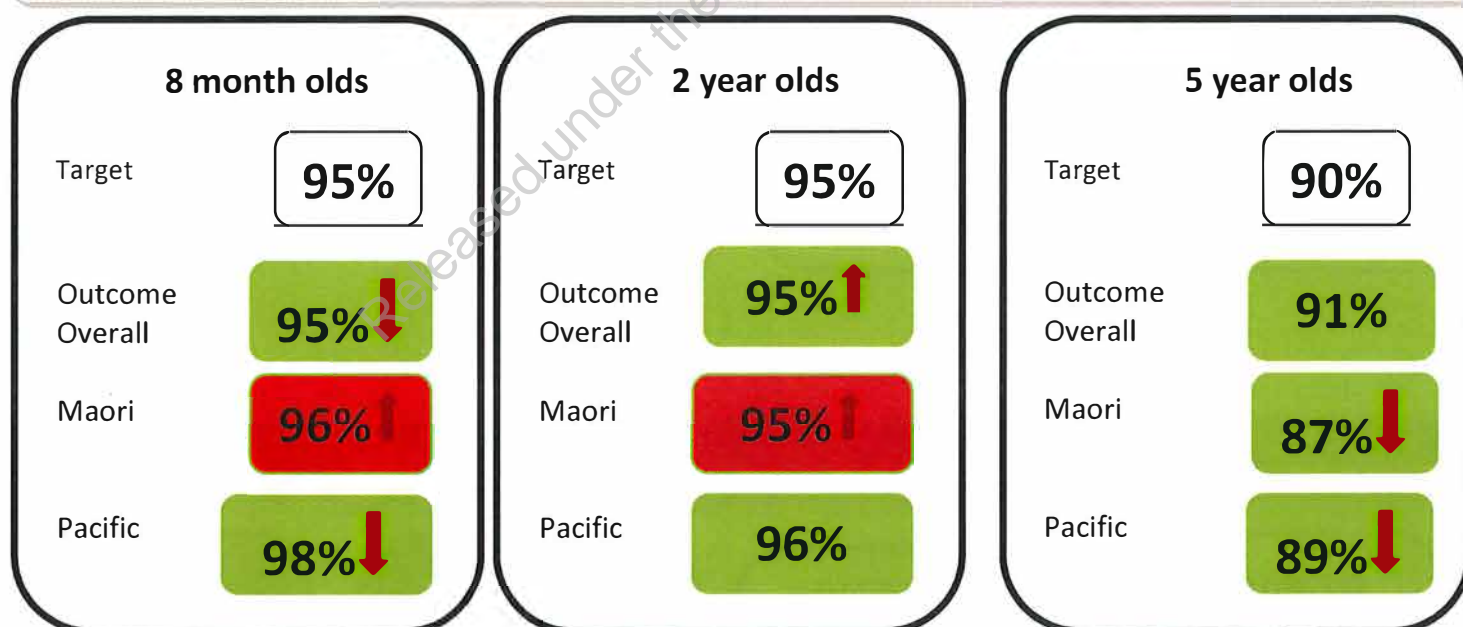 8 month olds
Target
95%
Outcome
Overall
95%
Maori
96%
Pacific
98%
2 year olds
Target
95%
Outcome
Overall
95%
Maori
95%
Pacific
96%
5 year olds
Target
90%
Outcome
Overall
91%
Maori
87%
Pacific
89%
Released under the